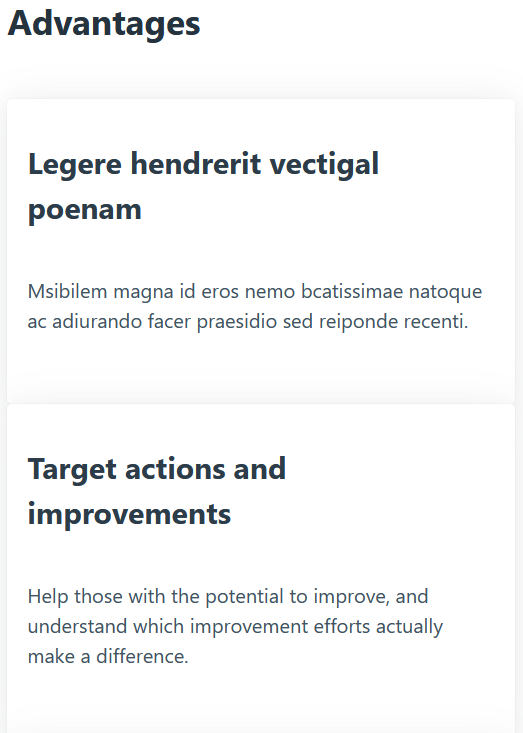 Advantages
Legere hendrerit vectigal
poenam
Msibilem magna id eros nemo bcatissimae natoque
ac adiurando facer praesidio sed reiponde recenti.
Target actions and
improvements
Help those with the potential to improve, and
understand which improvement efforts actually
make a difference.